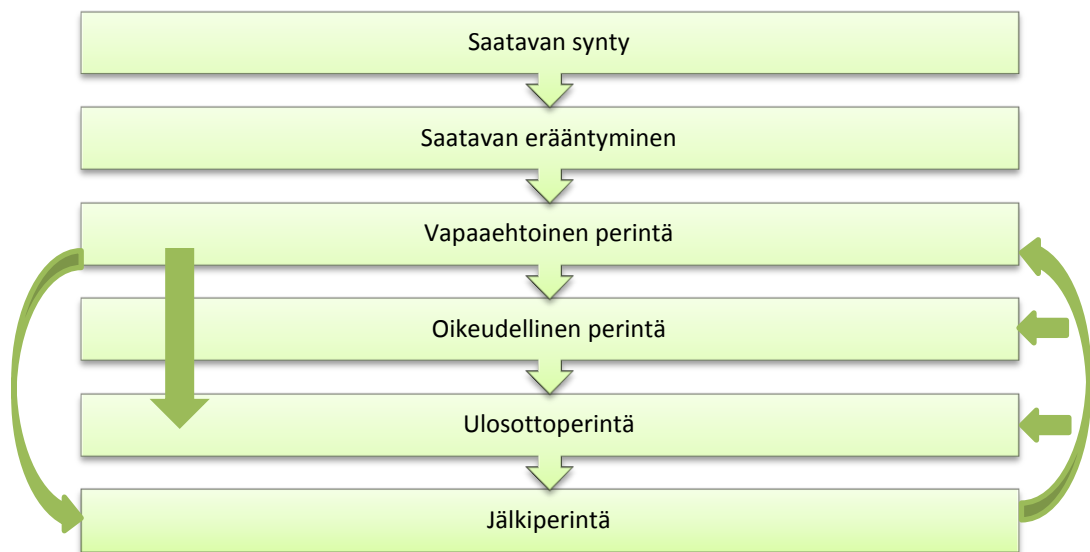 Saatavan synty
Saatavan erääntyminen
Vapaaehtoinen perintä
Oikeudellinen perintä
Ulosottoperintä
Jälkiperintä